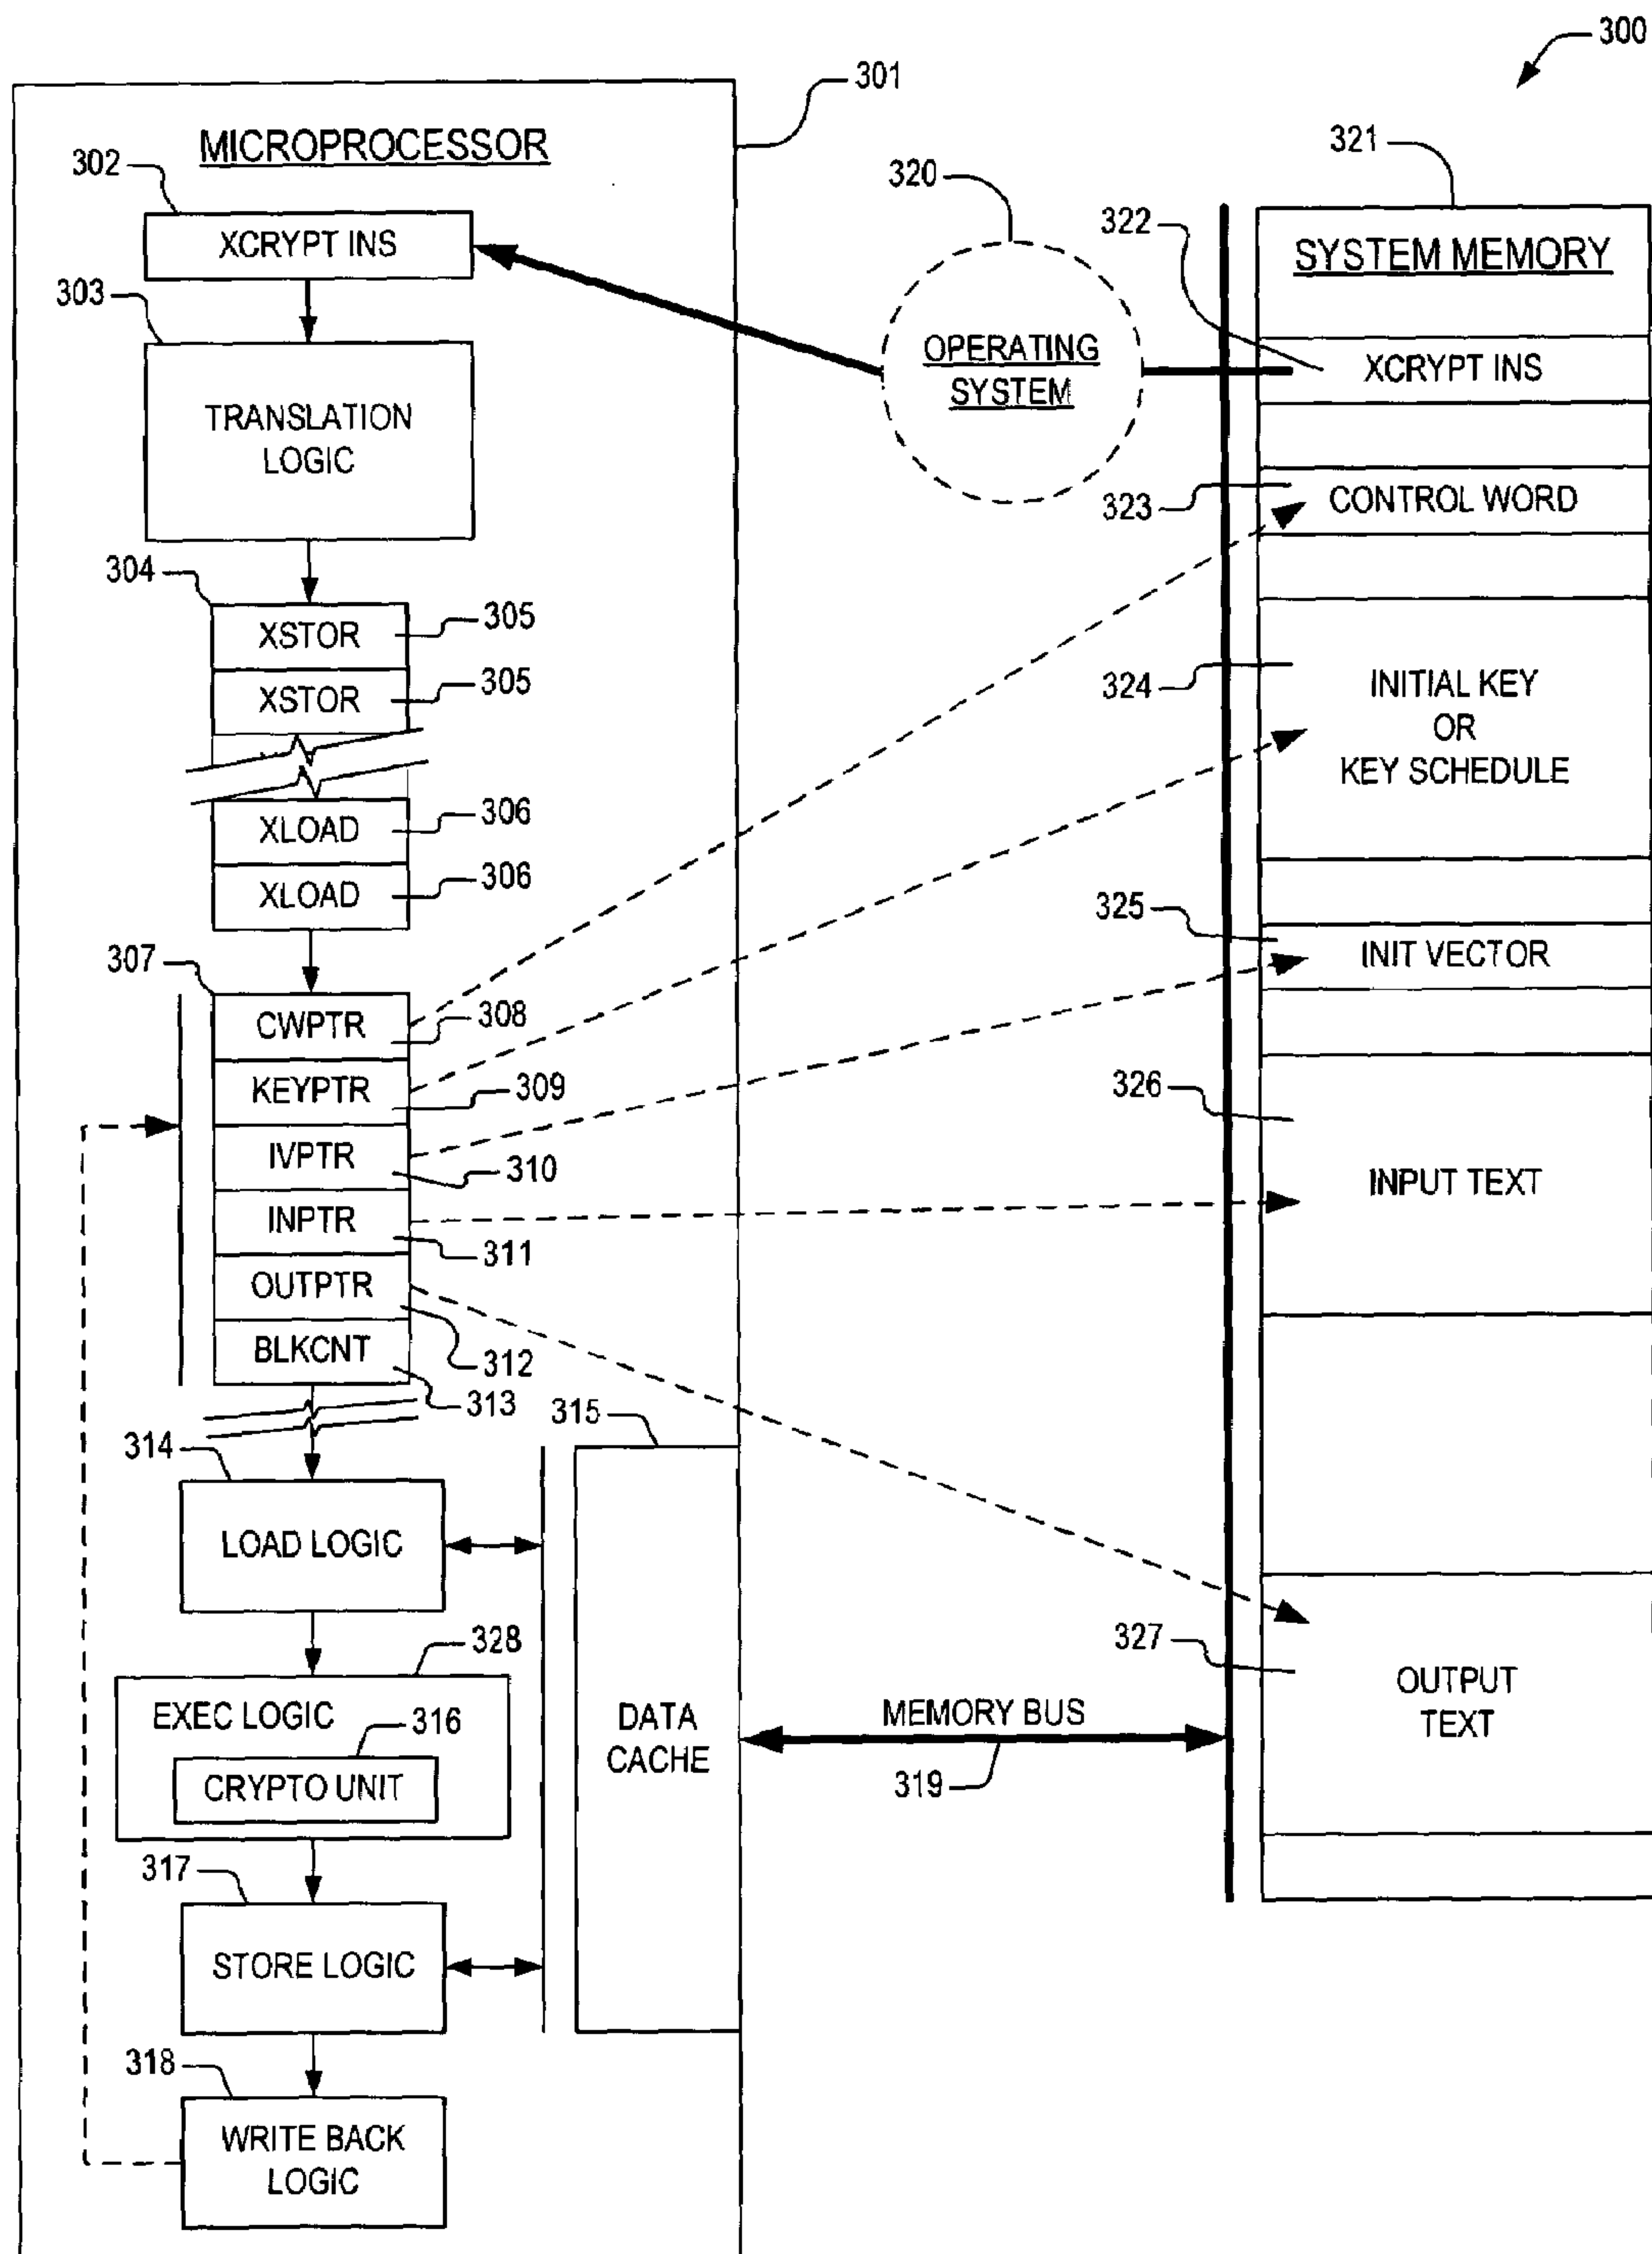 300
301
MICROPROCESSOR
302
XCRYPT INS
303
TRANSLATION
LOGIC
304
XSTOR
305
XSTOR
305
XLOAD
306
XLOAD
306
307
CWPTR
308
KEYPTR
309
IVPTR
310
INPTR
311
OUTPTR
312
BLKCNT
313
314
LOAD LOGIC
315
DATA
CACHE
328
EXEC LOGIC
316
CRYPTO UNIT
317
STORE LOGIC
318
WRITE BACK
LOGIC
320
OPERATING
SYSTEM
MEMORY BUS
319
321
SYSTEM MEMORY
322
XCRYPT INS
323
CONTROL WORD
324
INITIAL KEY
OR
KEY SCHEDULE
325
INIT VECTOR
326
INPUT TEXT
327
OUTPUT
TEXT